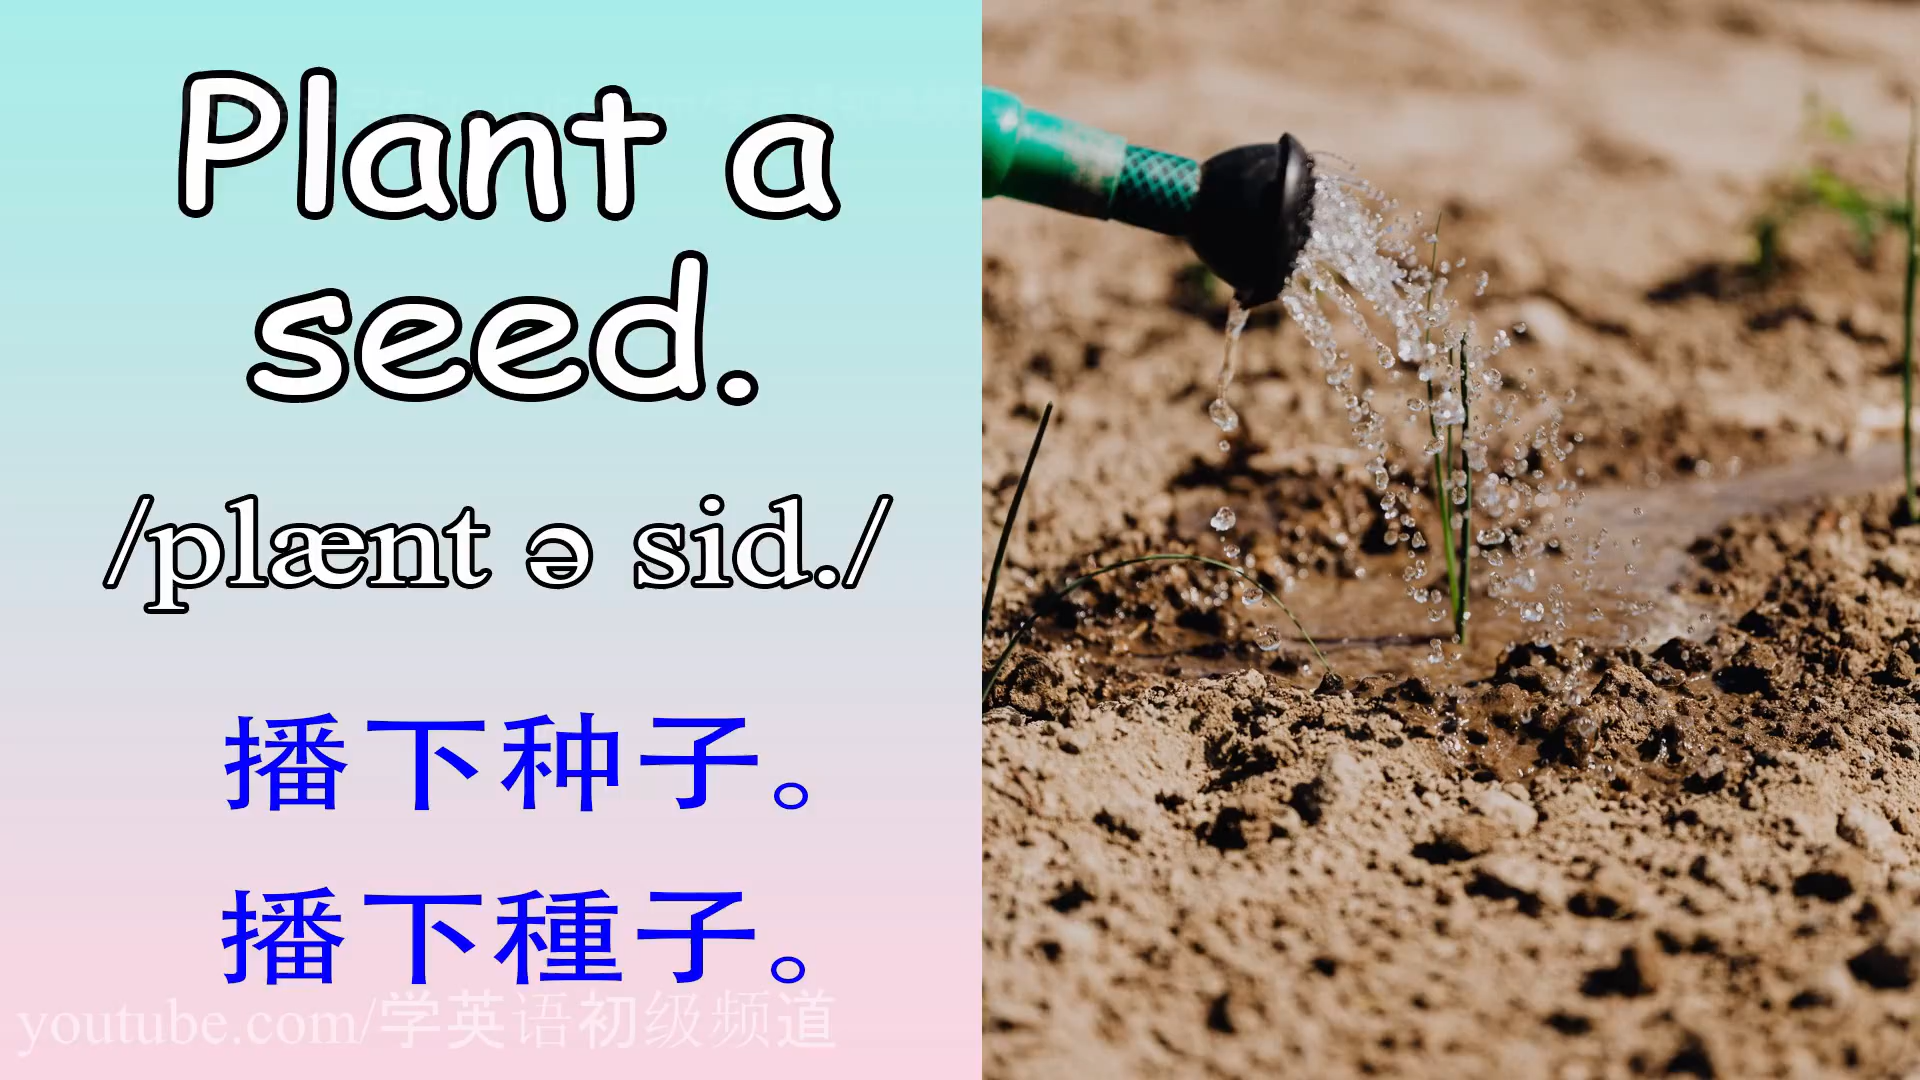 Plant a
seed.
/plænt ə sid./
播下种子。
播下種子。
youtube.com/学英语初级频道